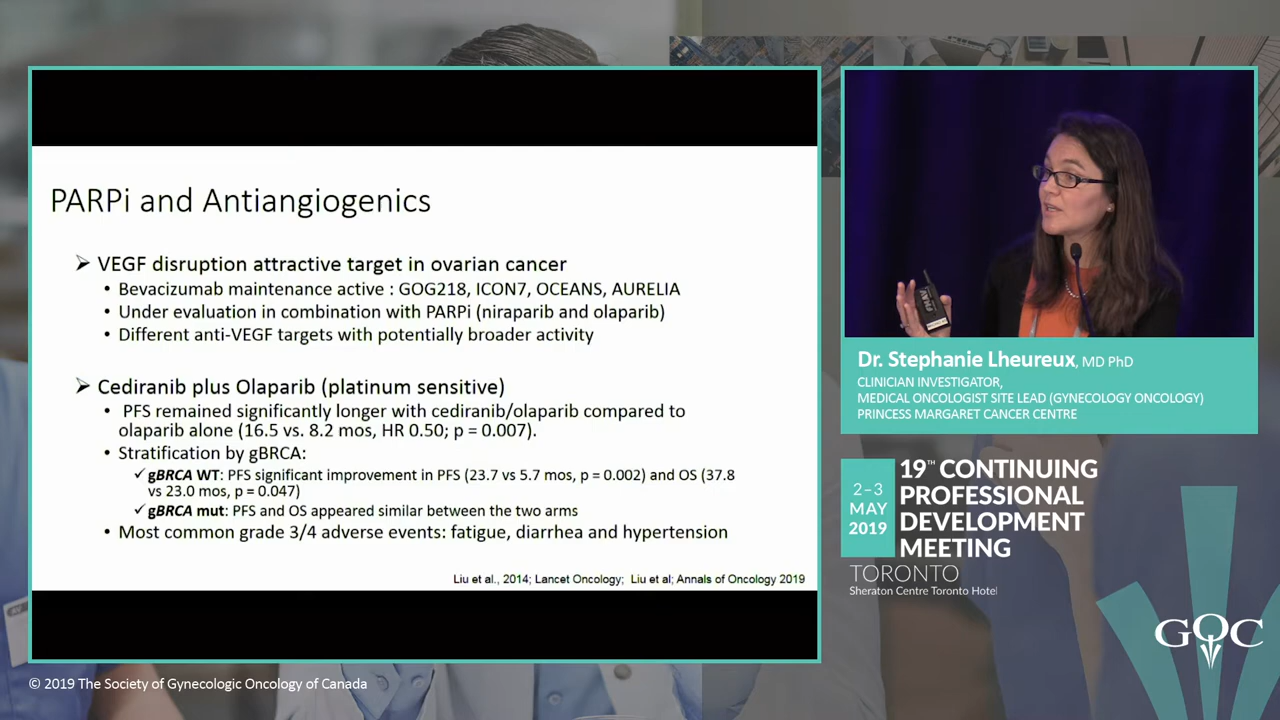 PARPi and Antiangiogenics
➢ VEGF disruption attractive target in ovarian cancer
• Bevacizumab maintenance active : GOG218, ICON7, OCEANS, AURELIA
• Under evaluation in combination with PARPi (niraparib and olaparib)
• Different anti-VEGF targets with potentially broader activity
➢ Cediranib plus Olaparib (platinum sensitive)
• PFS remained significantly longer with cediranib/olaparib compared to
olaparib alone (16.5 vs. 8.2 mos, HR 0.50; p = 0.007).
• Stratification by gBRCA:
✓gBRCA WT: PFS significant improvement in PFS (23.7 vs 5.7 mos, p = 0.002) and OS (37.8
vs 23.0 mos, p = 0.047)
✓gBRCA mut: PFS and OS appeared similar between the two arms
• Most common grade 3/4 adverse events: fatigue, diarrhea and hypertension
Liu et al., 2014; Lancet Oncology; Liu et al; Annals of Oncology 2019
Dr. Stephanie Lheureux, MD PhD
CLINICIAN INVESTIGATOR,
MEDICAL ONCOLOGIST SITE LEAD (GYNECOLOGY ONCOLOGY)
PRINCESS MARGARET CANCER CENTRE
2–3
MAY
2019
19™ CONTINUING
PROFESSIONAL
DEVELOPMENT
MEETING
TORONTO
Sheraton Centre Toronto Hotel
GOC
© 2019 The Society of Gynecologic Oncology of Canada